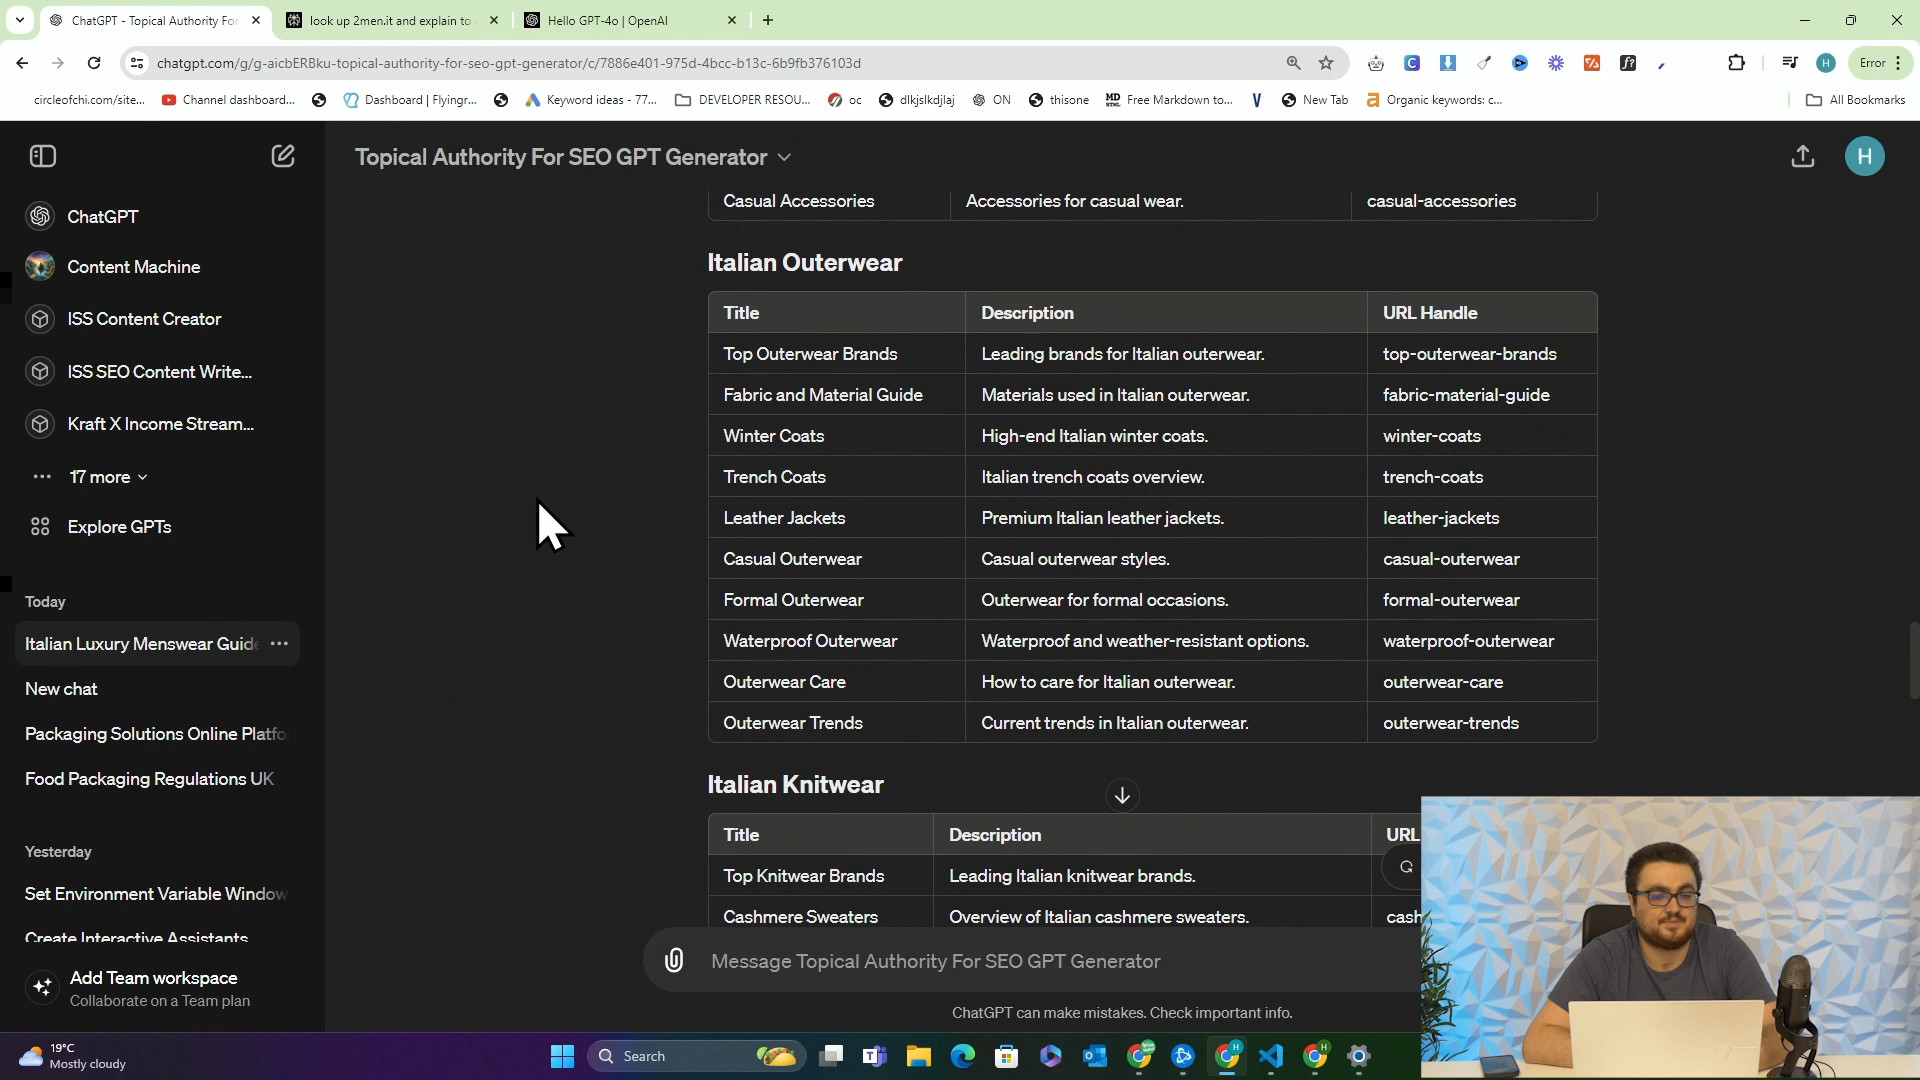 ChatGPT - Topical Authority Fo
look up 2men.it and explain to
Hello GPT-4o | OpenAI
chatgpt.com/g/g-aicbERBku-topical-authority-for-seo-gpt-generator/c/7886e401-975d-4bcc-b13c-6b9fb376103d
Error
circleofchi.com/site...
Channel dashboard...
Dashboard | Flyingr...
Keyword ideas - 77...
DEVELOPER RESOU...
oc
dlkjslkdjlaj
ON
thisone
Free Markdown to...
New Tab
Organic keywords: c...
All Bookmarks
Topical Authority For SEO GPT Generator
H
ChatGPT
Content Machine
ISS Content Creator
ISS SEO Content Write...
Kraft X Income Stream...
17 more
Explore GPTs
Today
Italian Luxury Menswear Guide
New chat
Packaging Solutions Online Platfo
Food Packaging Regulations UK
Yesterday
Set Environment Variable Window
Create Interactive Assistants
Add Team workspace
Collaborate on a Team plan
Casual Accessories Accessories for casual wear. casual-accessories
Italian Outerwear
Title Description URL Handle
Top Outerwear Brands Leading brands for Italian outerwear. top-outerwear-brands
Fabric and Material Guide Materials used in Italian outerwear. fabric-material-guide
Winter Coats High-end Italian winter coats. winter-coats
Trench Coats Italian trench coats overview. trench-coats
Leather Jackets Premium Italian leather jackets. leather-jackets
Casual Outerwear Casual outerwear styles. casual-outerwear
Formal Outerwear Outerwear for formal occasions. formal-outerwear
Waterproof Outerwear Waterproof and weather-resistant options. waterproof-outerwear
Outerwear Care How to care for Italian outerwear. outerwear-care
Outerwear Trends Current trends in Italian outerwear. outerwear-trends
Italian Knitwear
Title Description URL
Top Knitwear Brands Leading Italian knitwear brands.
Cashmere Sweaters Overview of Italian cashmere sweaters. cash
Message Topical Authority For SEO GPT Generator
ChatGPT can make mistakes. Check important info.
19°C
Mostly cloudy
Search